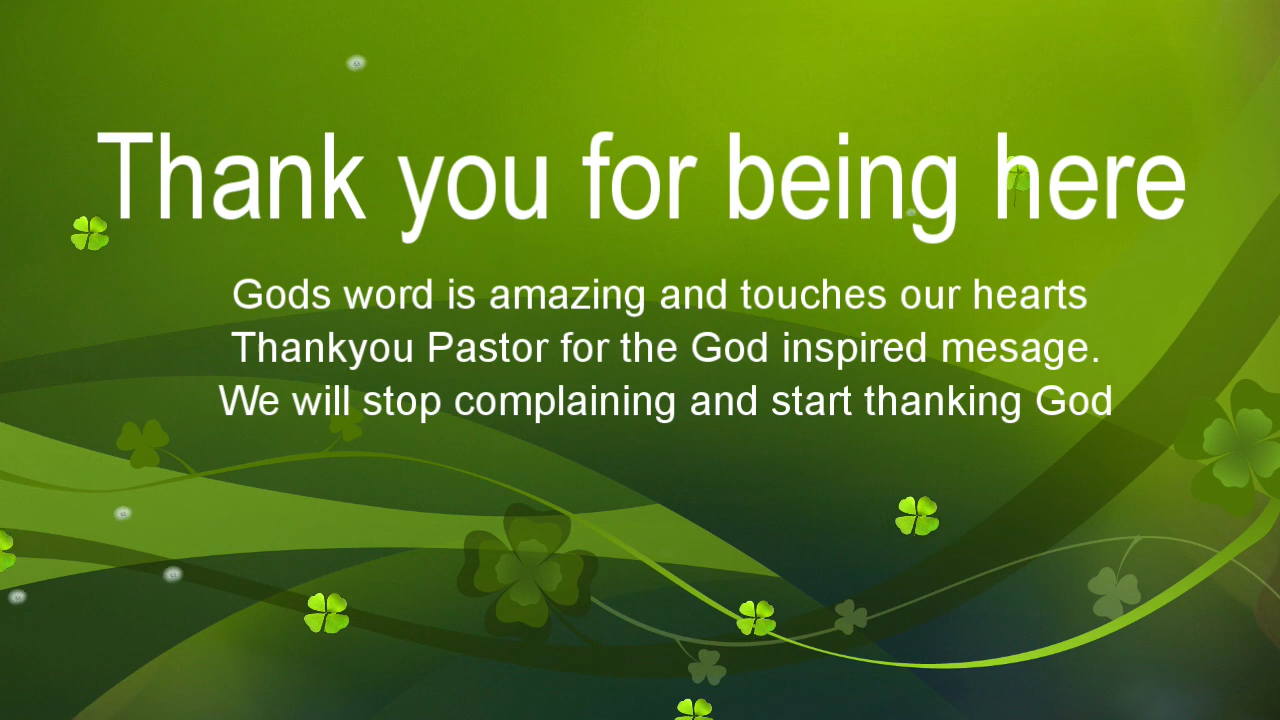 Thank you for being here
Gods word is amazing and touches our hearts
Thankyou Pastor for the God inspired mesage.
We will stop complaining and start thanking God